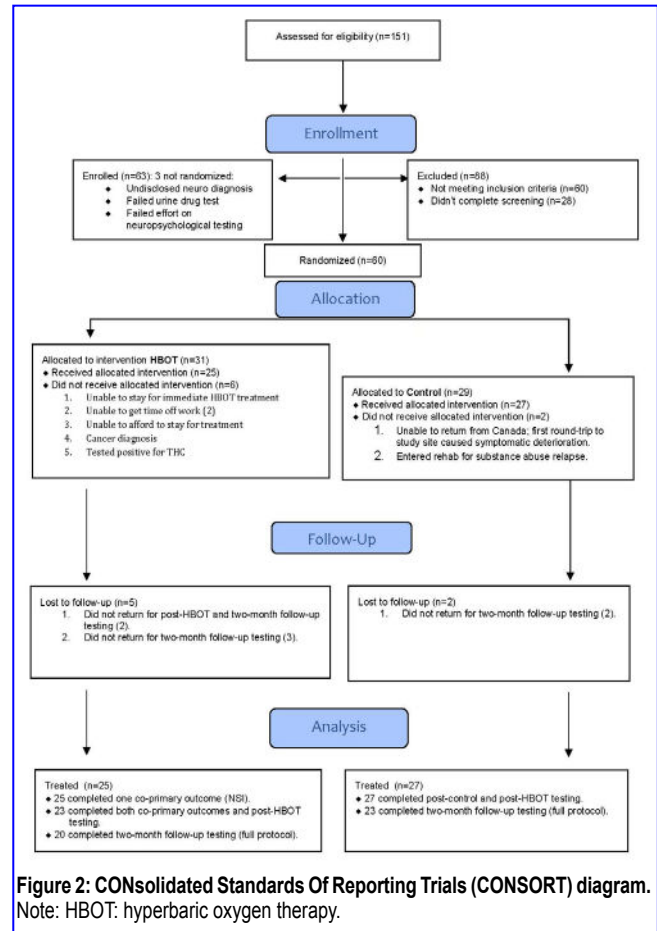 Assessed for eligibility (n=151)
Enrollment
Enrolled (n=63): 3 not randomized:
♦ Undisclosed neuro diagnosis
♦ Failed urine drug test
♦ Failed effort on
neuropsychological testing
Excluded (n=88)
♦ Not meeting inclusion criteria (n=60)
♦ Didn't complete screening (n=28)
Randomized (n=60)
Allocation
Allocated to intervention HBOT (n=31)
♦ Received allocated intervention (n=25)
♦ Did not receive allocated intervention (n=6)
1. Unable to stay for immediate HBOT treatment
2. Unable to get time off work (2)
3. Unable to afford to stay for treatment
4. Cancer diagnosis
5. Tested positive for THC
Allocated to Control (n=29)
♦ Received allocated intervention (n=27)
♦ Did not receive allocated intervention (n=2)
1. Unable to return from Canada; first round-trip to
study site caused symptomatic deterioration.
2. Entered rehab for substance abuse relapse.
Follow-Up
Lost to follow-up (n=5)
1. Did not return for post-HBOT and two-month follow-up
testing (2).
2. Did not return for two-month follow-up testing (3).
Lost to follow-up (n=2)
1. Did not return for two-month follow-up testing (2).
Analysis
Treated (n=25)
♦ 25 completed one co-primary outcome (NSI).
♦ 23 completed both co-primary outcomes and post-HBOT
testing.
♦ 20 completed two-month follow-up testing (full protocol).
Treated (n=27)
♦ 27 completed post-control and post-HBOT testing.
♦ 23 completed two-month follow-up testing (full protocol).
Figure 2: CONsolidated Standards Of Reporting Trials (CONSORT) diagram.
Note: HBOT: hyperbaric oxygen therapy.